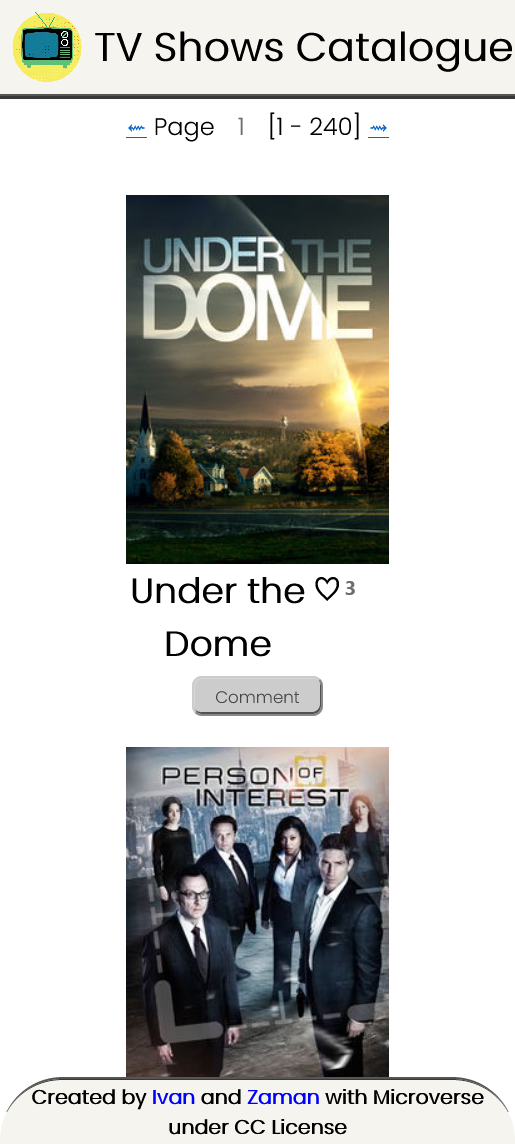 TV Shows Catalogue
⬳ Page 1 [1 - 240] ⟿
UNDER THE
DOME
Under the ♡ 3
Dome
Comment
PERSON OF
INTEREST
Created by Ivan and Zaman with Microverse
under CC License